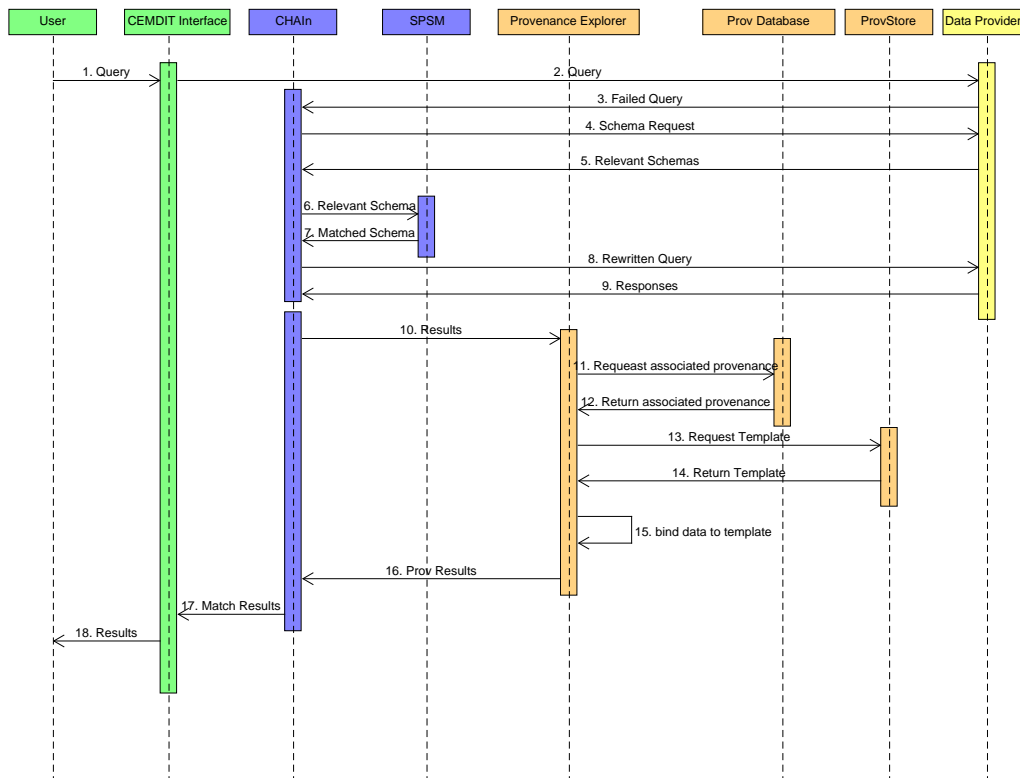 User
CEMDIT Interface
CHAIn
SPSM
Provenance Explorer
Prov Database
ProvStore
Data Provider
1. Query
2. Query
3. Failed Query
4. Schema Request
5. Relevant Schemas
6. Relevant Schema
7. Matched Schema
8. Rewritten Query
9. Responses
10. Results
11. Requeast associated provenance
12. Return associated provenance
13. Request Template
14. Return Template
15. bind data to template
16. Prov Results
17. Match Results
18. Results